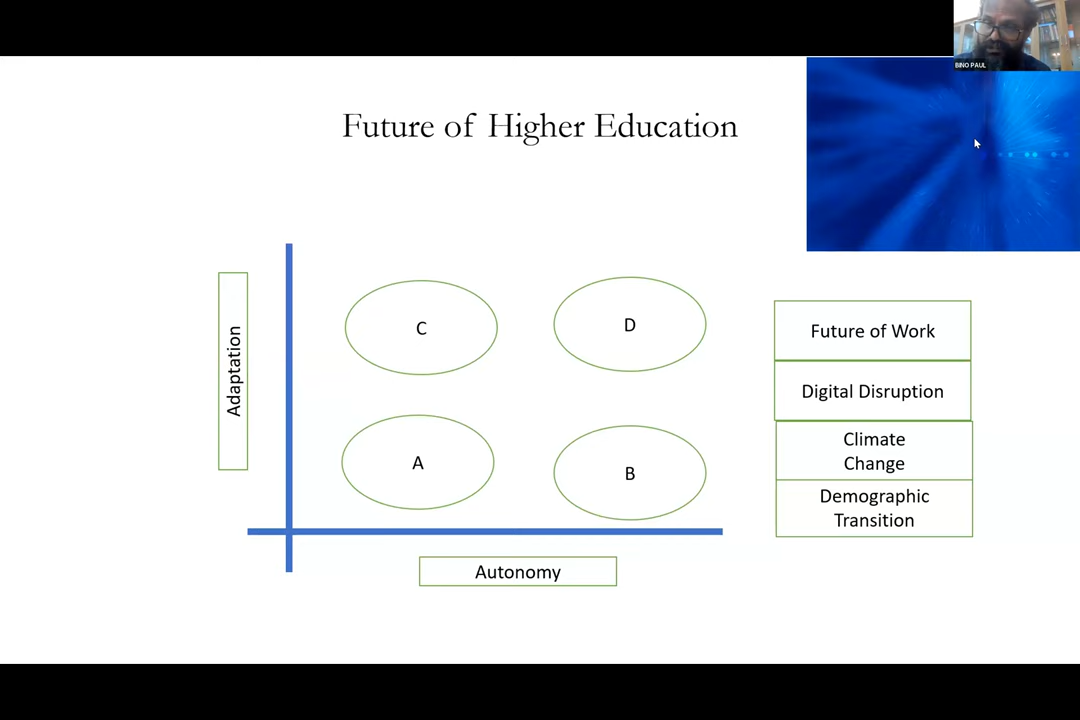 BINO PAUL
Future of Higher Education
Adaptation
C
D
A
B
Autonomy
Future of Work
Digital Disruption
Climate
Change
Demographic
Transition